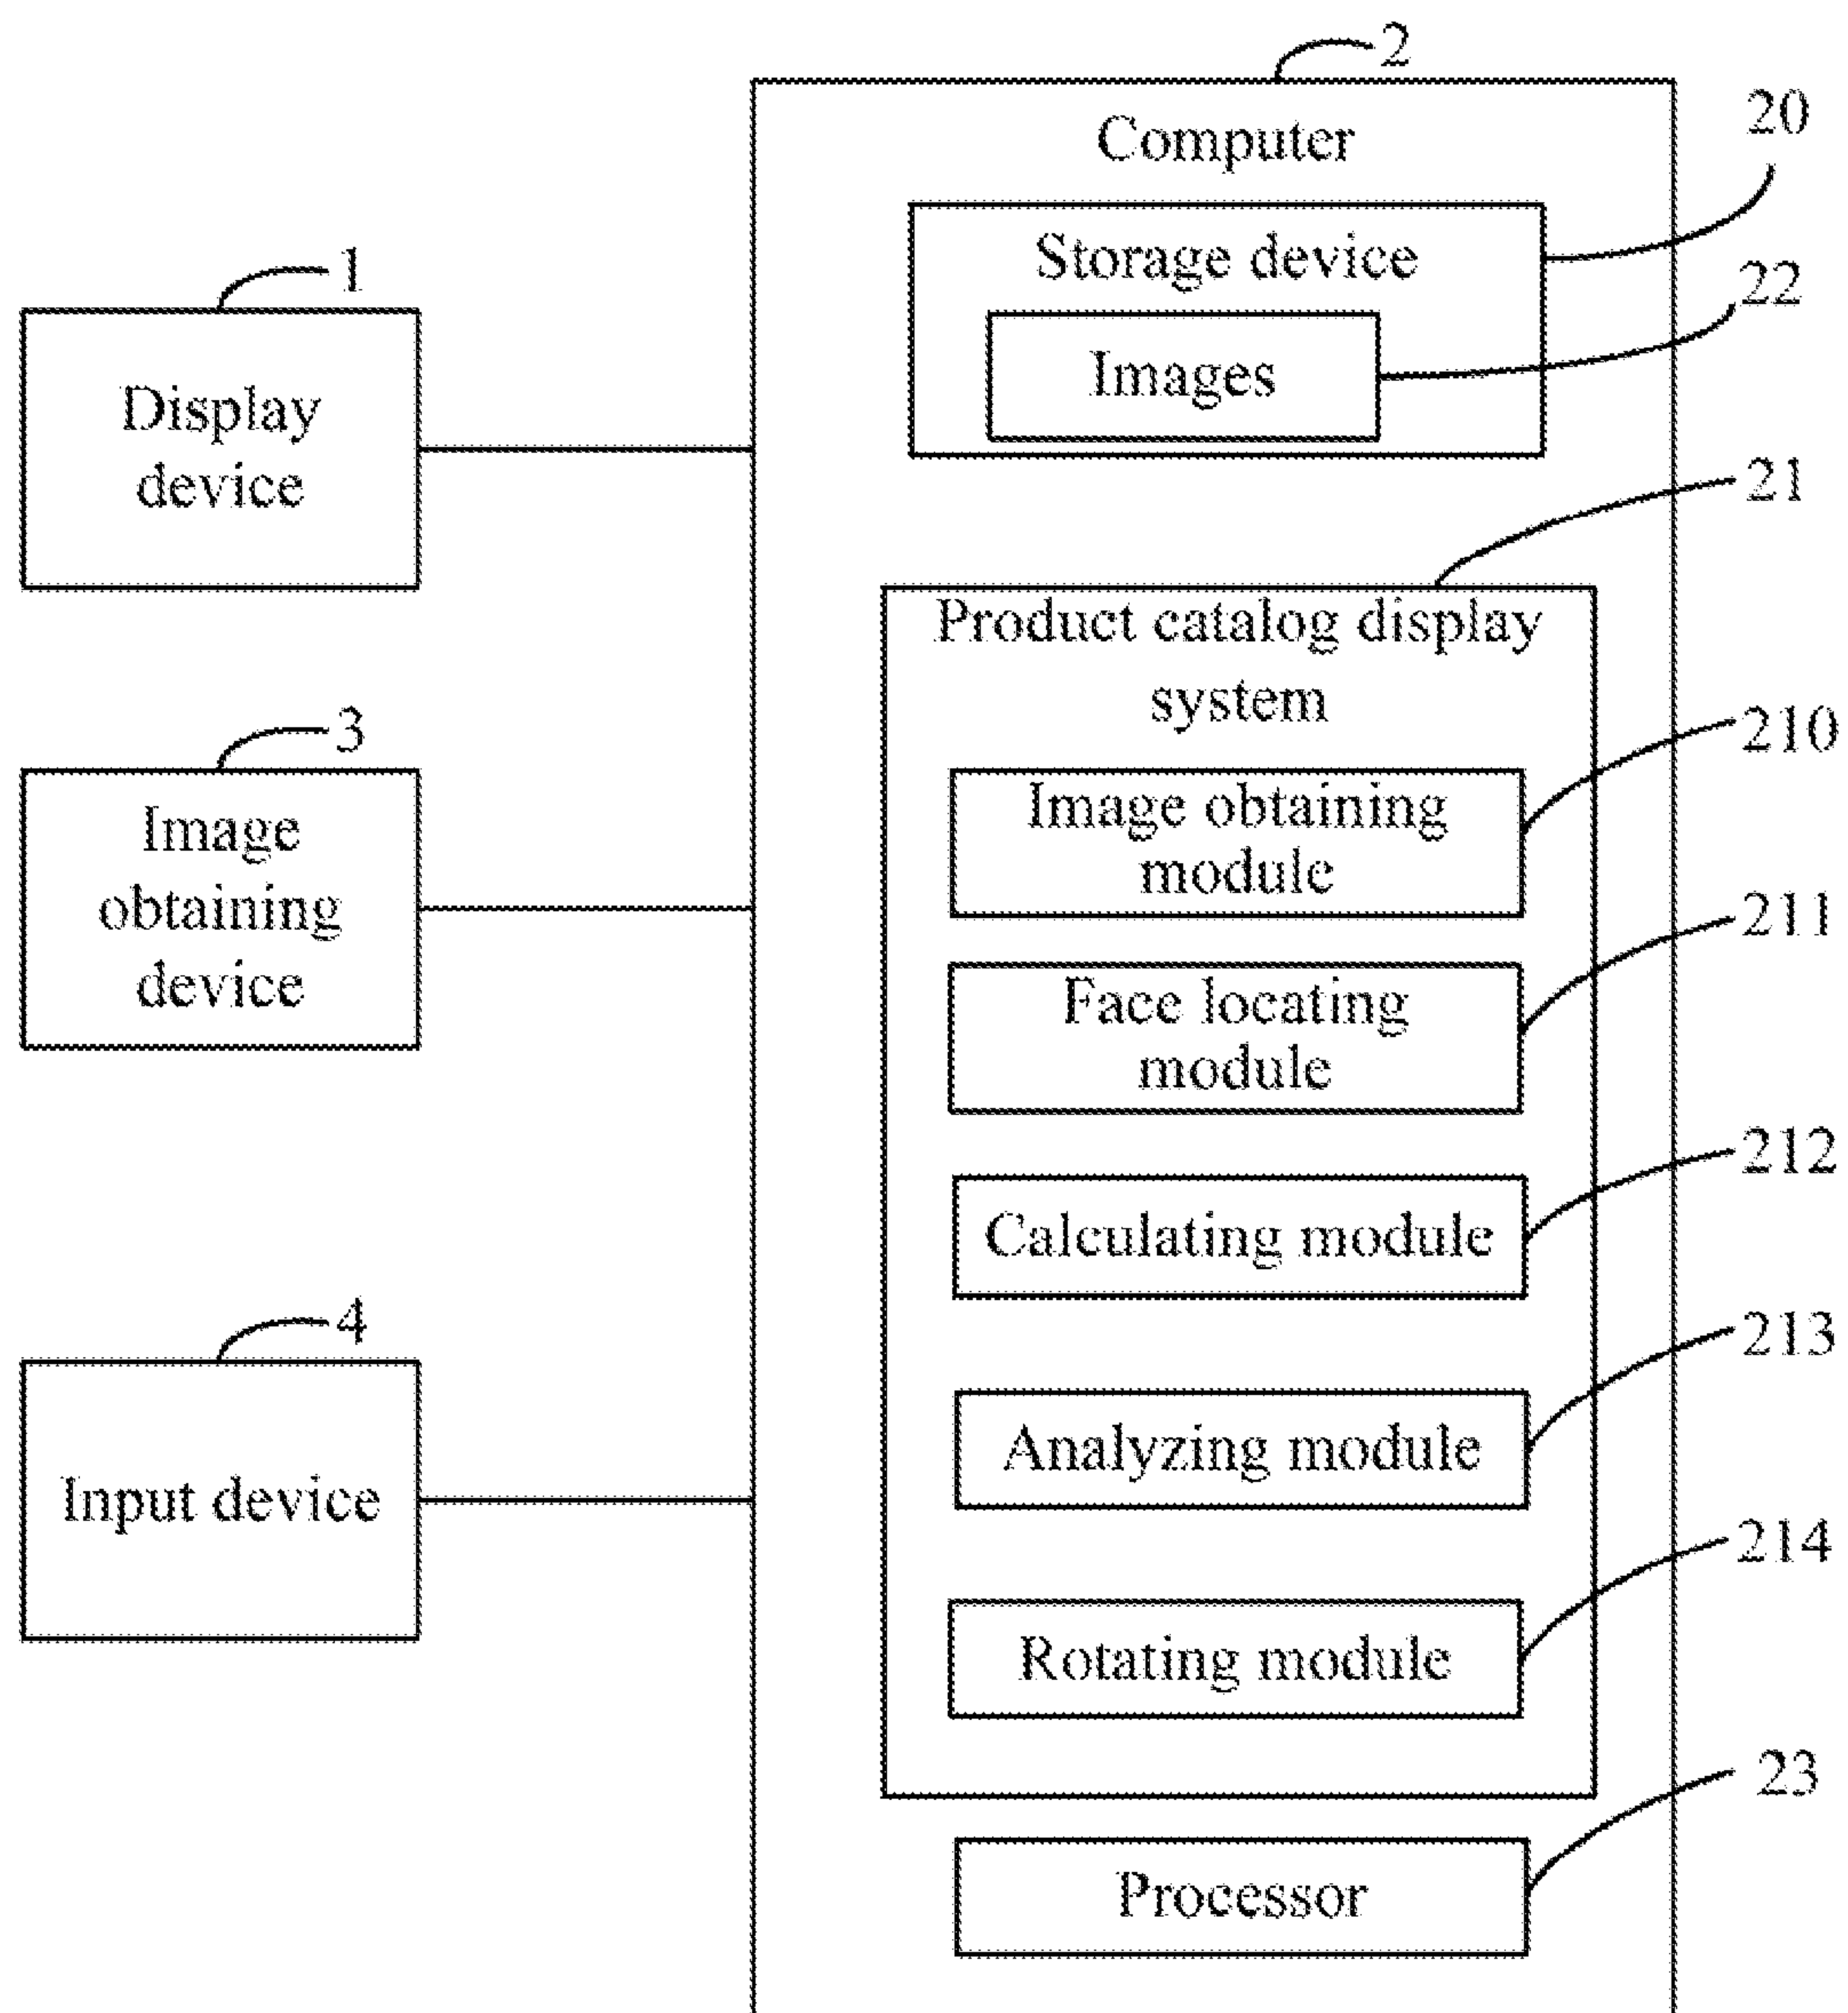 2
Computer
20
Storage device
22
Images
1
Display
device
21
Product catalog display
system
3
Image
obtaining
device
210
Image obtaining
module
211
Face locating
module
212
Calculating module
4
Input device
213
Analyzing module
214
Rotating module
23
Processor